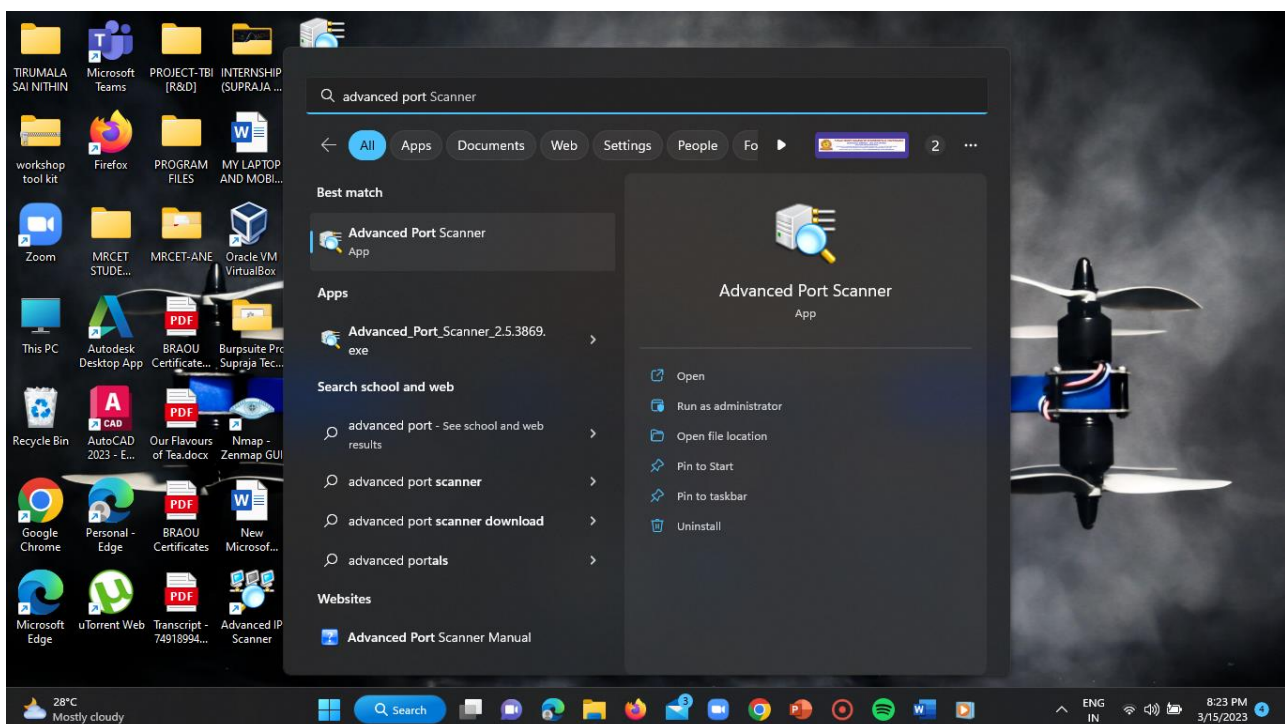 TIRUMALA
SAI NITHIN
Microsoft
Teams
PROJECT-TBI
[R&D]
INTERNSHIP
(SUPRAJA ...
workshop
tool kit
Firefox
PROGRAM
FILES
MY LAPTOP
AND MOBI...
Zoom
MRCET
STUDE...
MRCET-ANE
Oracle VM
VirtualBox
This PC
Autodesk
Desktop App
PDF
BRAOU
Certificate...
Burpsuite Pro
Supraja Tec...
Recycle Bin
A
CAD
AutoCAD
2023 - E...
PDF
Our Flavours
of Tea.docx
Nmap -
Zenmap GUI
Google
Chrome
Personal -
Edge
PDF
BRAOU
Certificates
New
Microsof...
Microsoft
Edge
uTorrent Web
PDF
Transcript -
74918994...
Advanced IP
Scanner
advanced port Scanner
All Apps Documents Web Settings People Fo 2 ...
Best match
Advanced Port Scanner
App
Apps
Advanced_Port_Scanner_2.5.3869.
exe
Search school and web
advanced port - See school and web
results
advanced port scanner
advanced port scanner download
advanced portals
Websites
Advanced Port Scanner Manual
Advanced Port Scanner
App
Open
Run as administrator
Open file location
Pin to Start
Pin to taskbar
Uninstall
28°C
Mostly cloudy
Search
3
ENG
IN
8:23 PM
3/15/2023
4